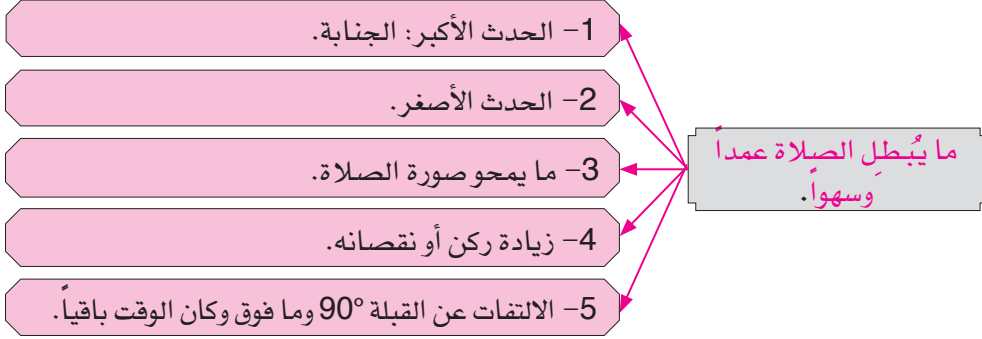 ما يُبطل الصلاة عمداً
وسهواً.
1- الحدث الأكبر: الجنابة.
2- الحدث الأصغر.
3- ما يمحو صورة الصلاة.
4- زيادة ركن أو نقصانه.
5- الالتفات عن القبلة 90° وما فوق وكان الوقت باقياً.